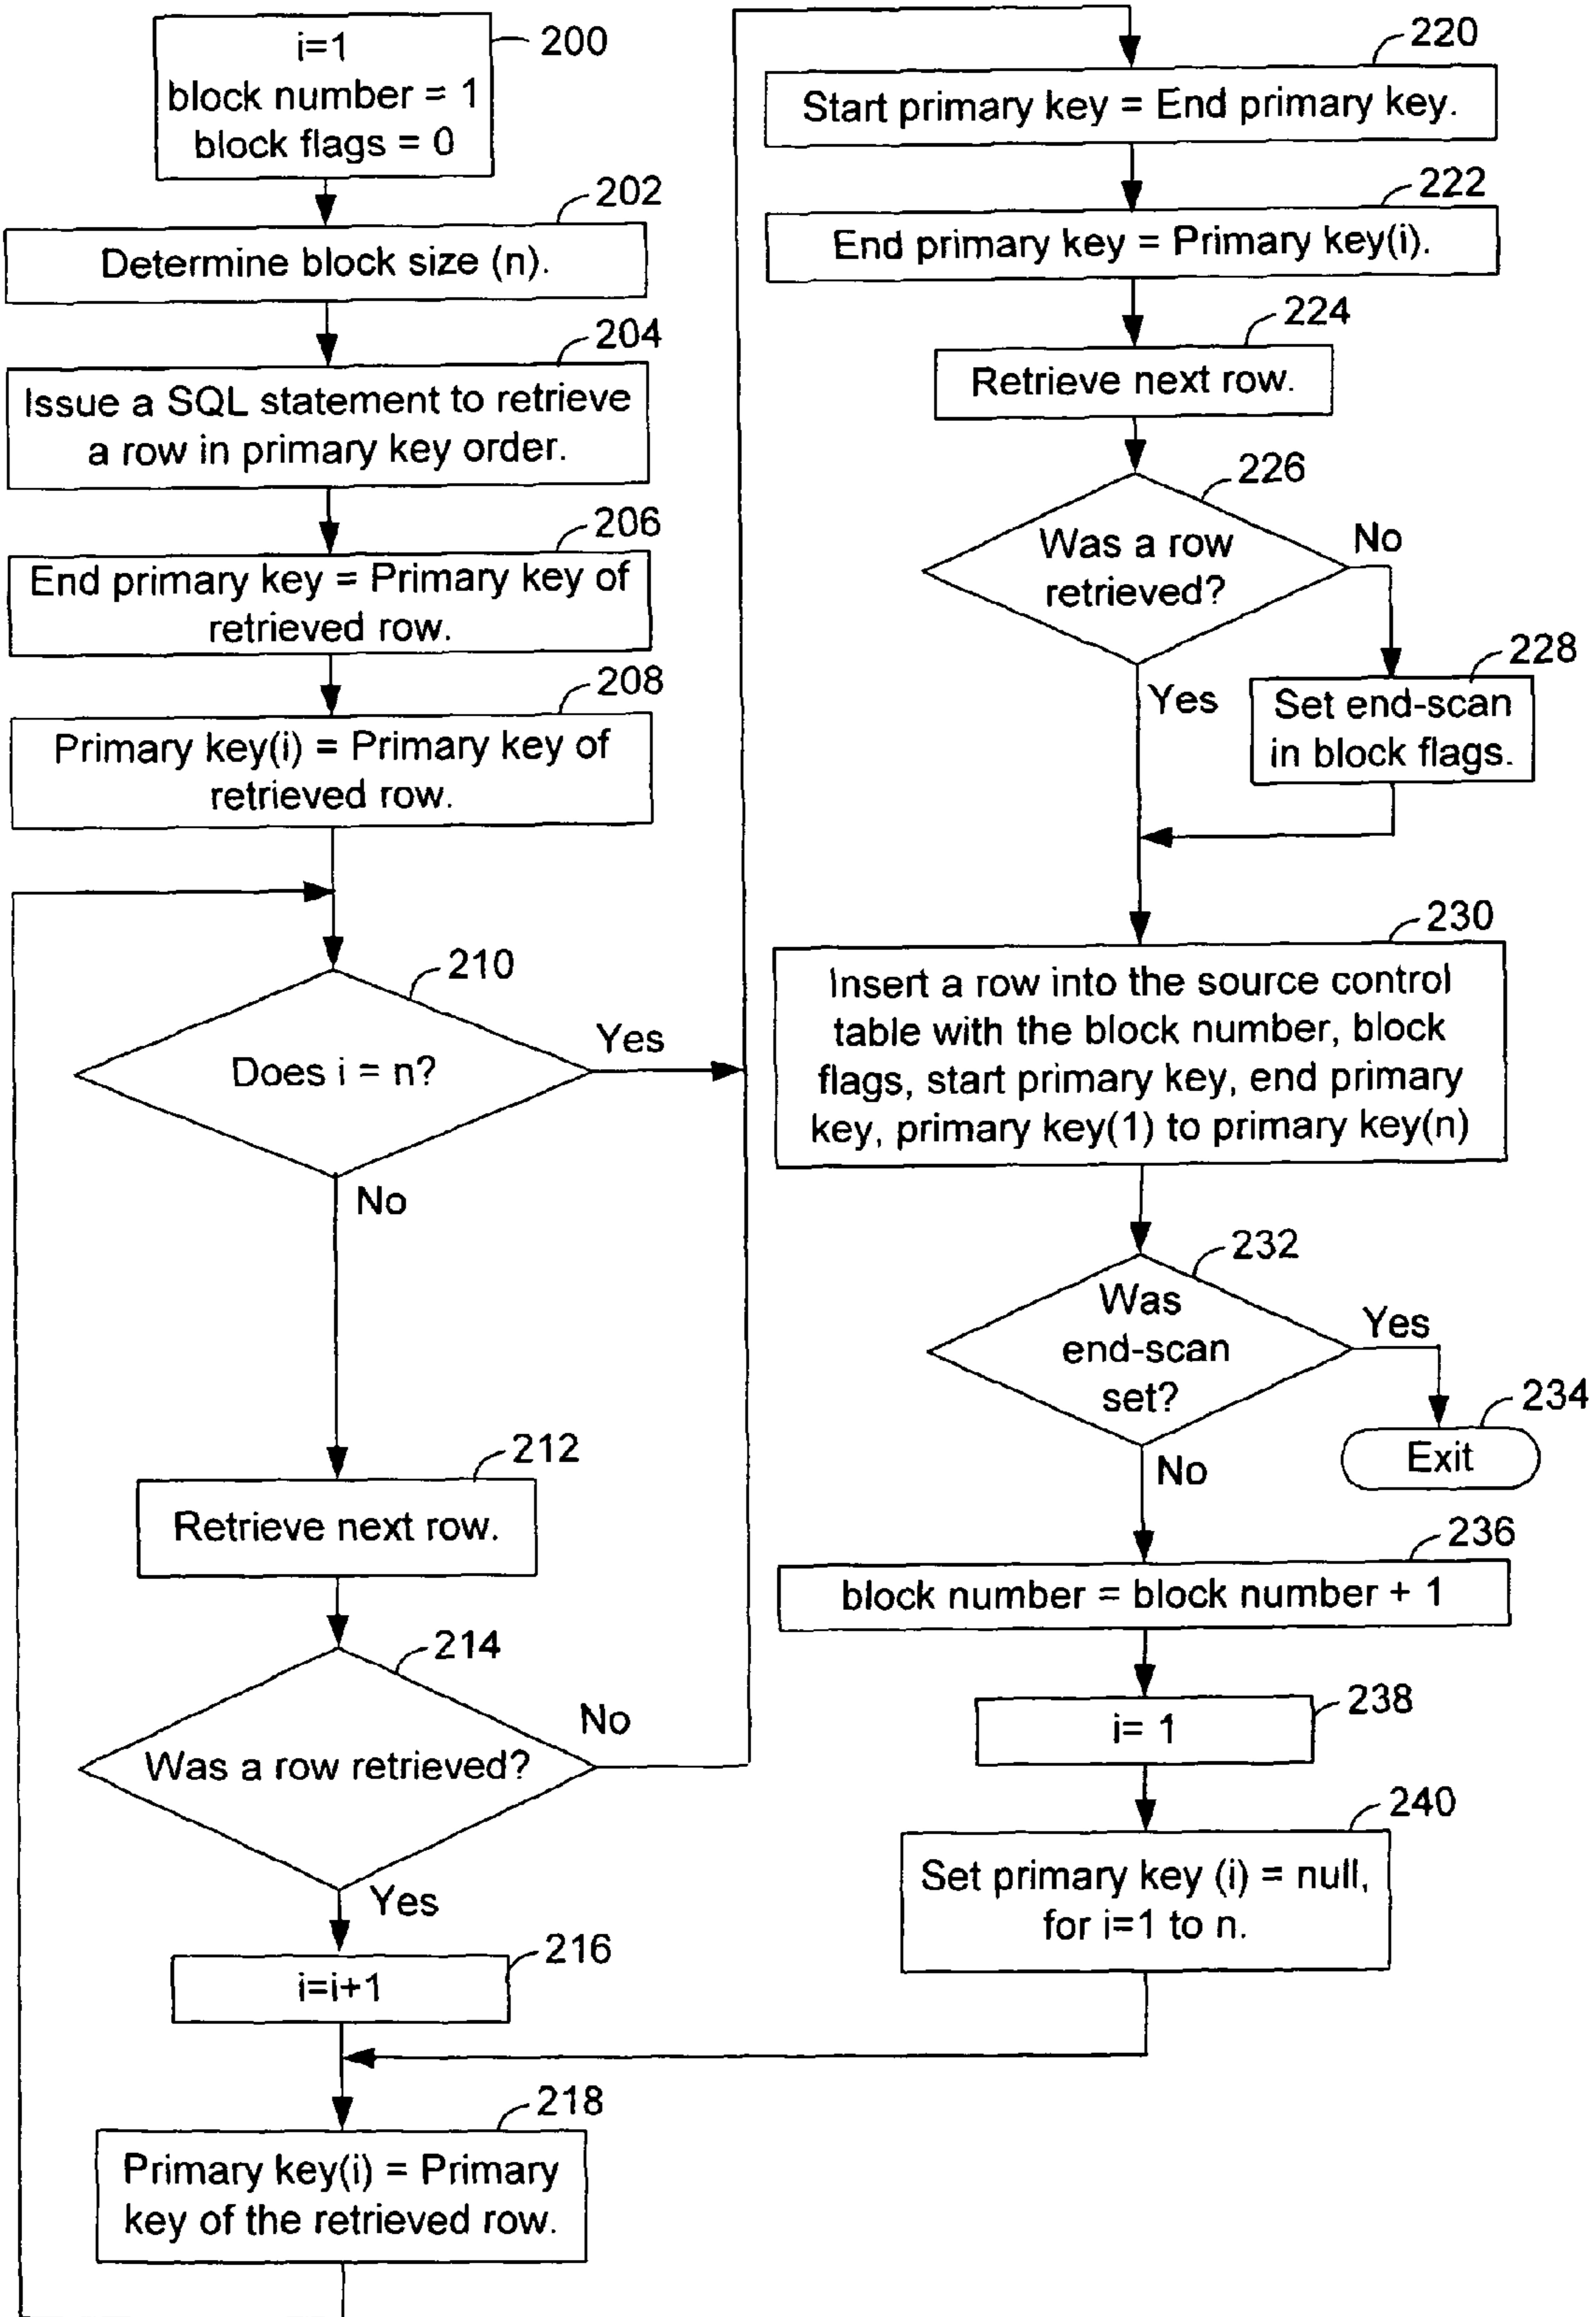 i=1
block number = 1
block flags = 0
200
202
Determine block size (n).
204
Issue a SQL statement to retrieve
a row in primary key order.
206
End primary key = Primary key of
retrieved row.
208
Primary key(i) = Primary key of
retrieved row.
210
Does i = n?
Yes
No
212
Retrieve next row.
214
Was a row retrieved?
No
Yes
216
i=i+1
218
Primary key(i) = Primary
key of the retrieved row.
220
Start primary key = End primary key.
222
End primary key = Primary key(i).
224
Retrieve next row.
226
Was a row
retrieved?
No
Yes
228
Set end-scan
in block flags.
230
Insert a row into the source control
table with the block number, block
flags, start primary key, end primary
key, primary key(1) to primary key(n)
232
Was
end-scan
set?
Yes
234
Exit
No
236
block number = block number + 1
238
i= 1
240
Set primary key (i) = null,
for i=1 to n.